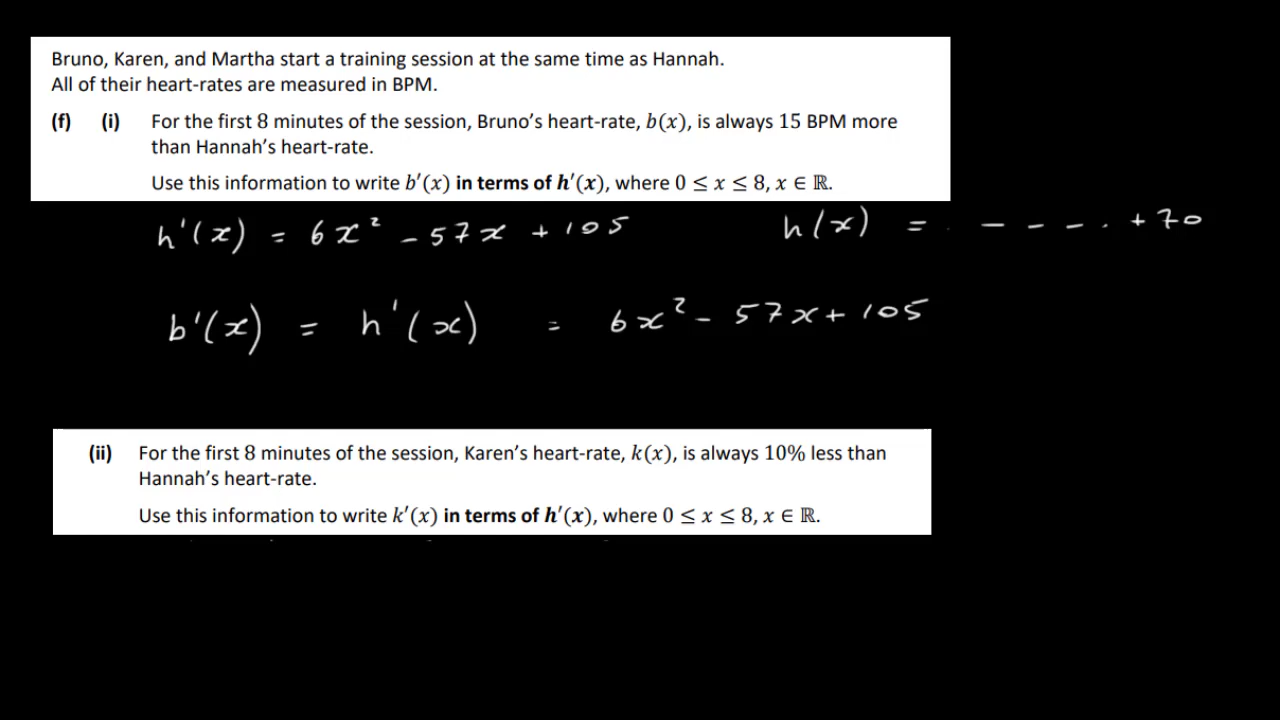 Bruno, Karen, and Martha start a training session at the same time as Hannah.
All of their heart-rates are measured in BPM.
(f) (i) For the first 8 minutes of the session, Bruno's heart-rate, b(x), is always 15 BPM more
than Hannah's heart-rate.
Use this information to write b′(x) in terms of h′(x), where 0 ≤ x ≤ 8, x ∈ ℝ.
h'(x) = 6x² - 57x + 105 h(x) = . - - - . + 70
b'(x) = h'(x) = 6x² - 57x + 105
(ii) For the first 8 minutes of the session, Karen's heart-rate, k(x), is always 10% less than
Hannah's heart-rate.
Use this information to write k′(x) in terms of h′(x), where 0 ≤ x ≤ 8, x ∈ ℝ.